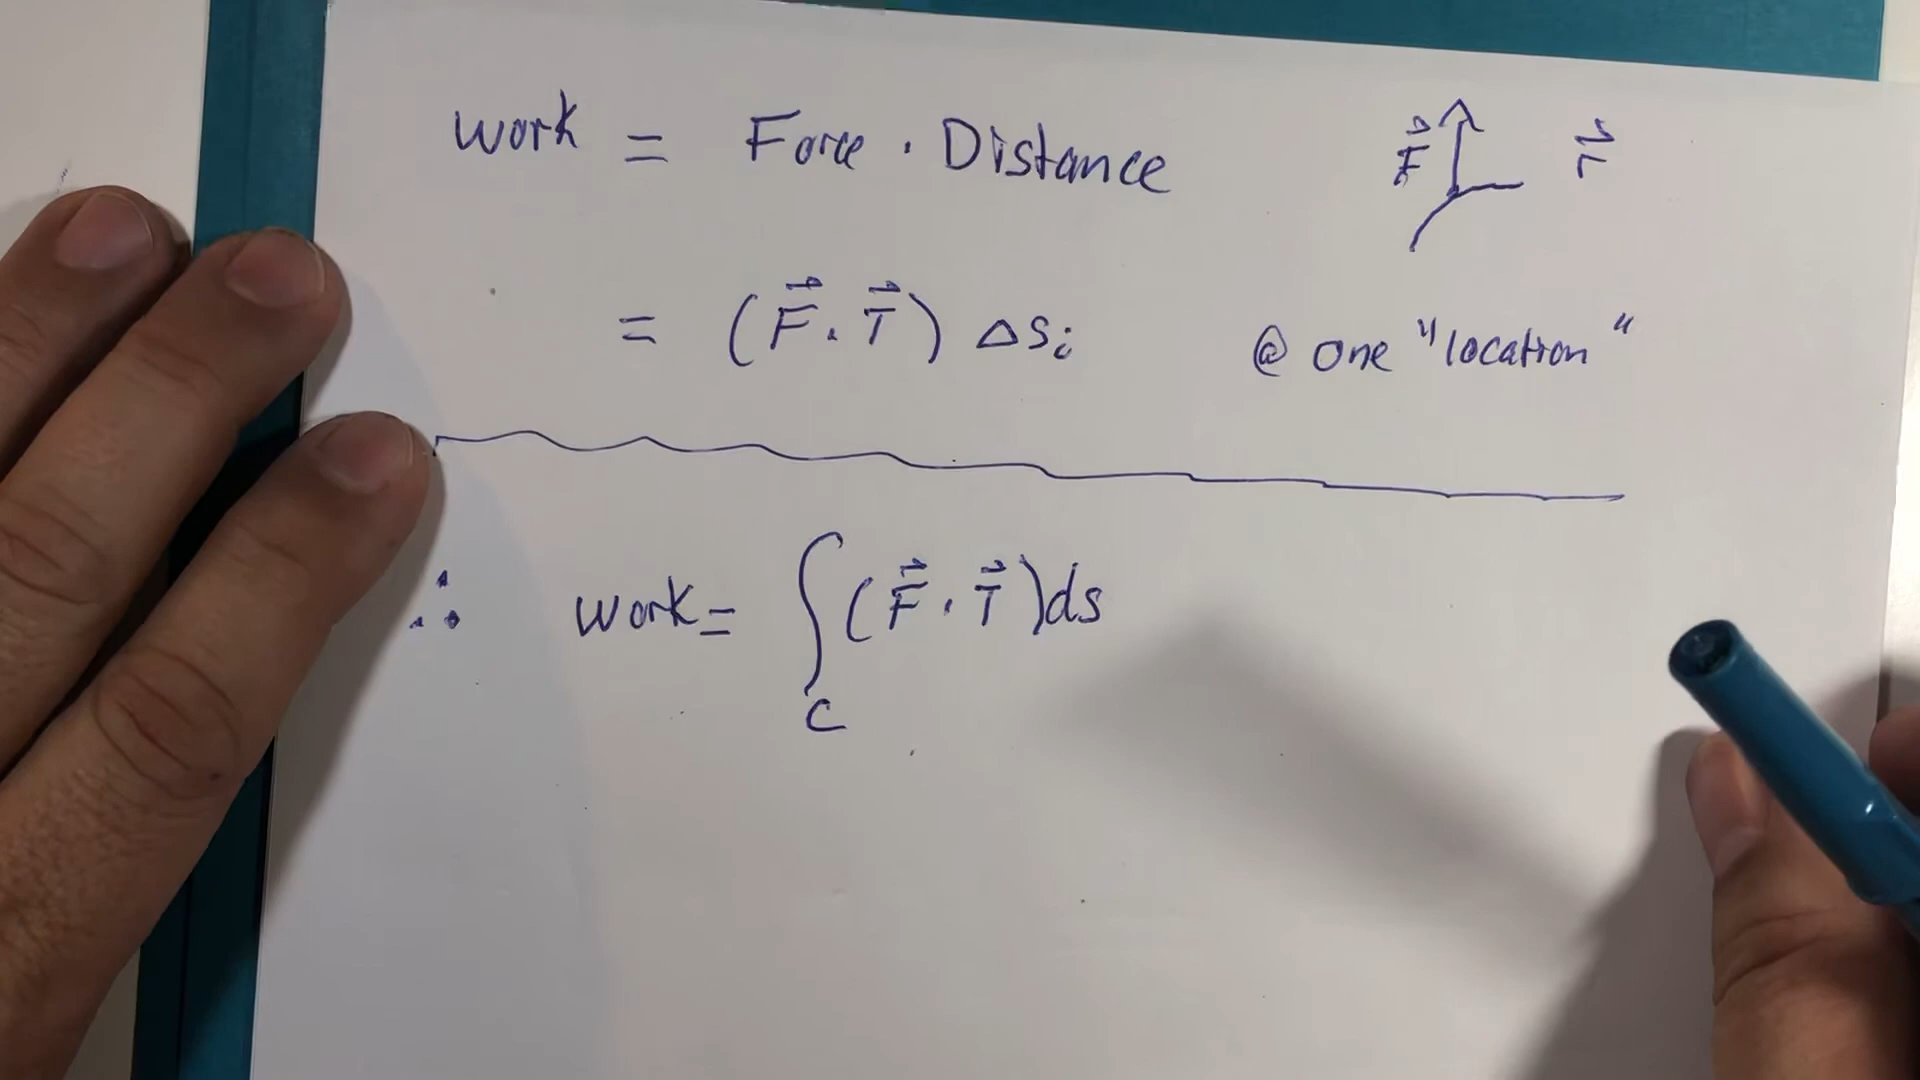 work = Force · Distance
F⃗ r⃗
= (F⃗ · T⃗) Δsᵢ @ one "location"
∴ work = ∫_C (F⃗ · T⃗) ds